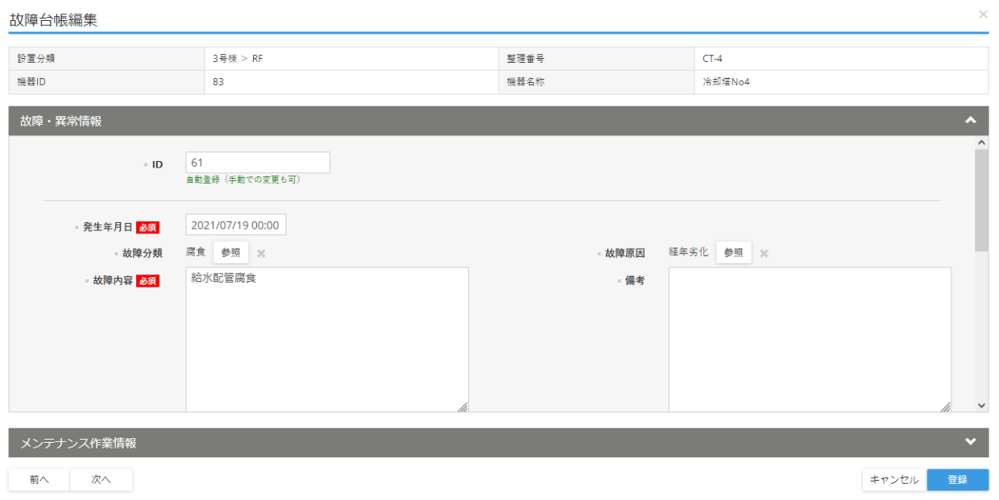 故障台帳編集
×
設置分類 3号棟 > RF 整理番号 CT-4
機器ID 83 機器名称 冷却塔No4
故障・異常情報
ID 61
自動登録（手動での変更も可）
発生年月日 必須 2021/07/19 00:00
故障分類 腐食 参照 故障原因 経年劣化 参照
故障内容 必須 給水配管腐食 備考
メンテナンス作業情報
前へ 次へ キャンセル 登録